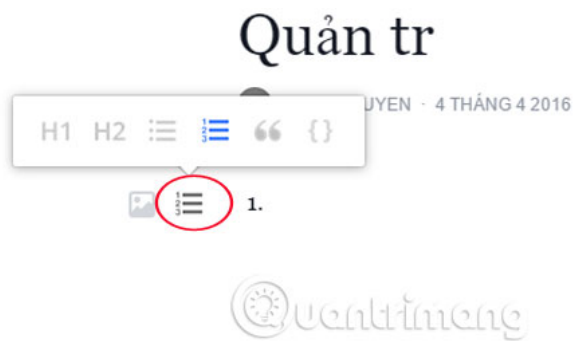 Quản tr
UYEN · 4 THÁNG 4 2016
H1 H2 {}
1.
Quantrimang